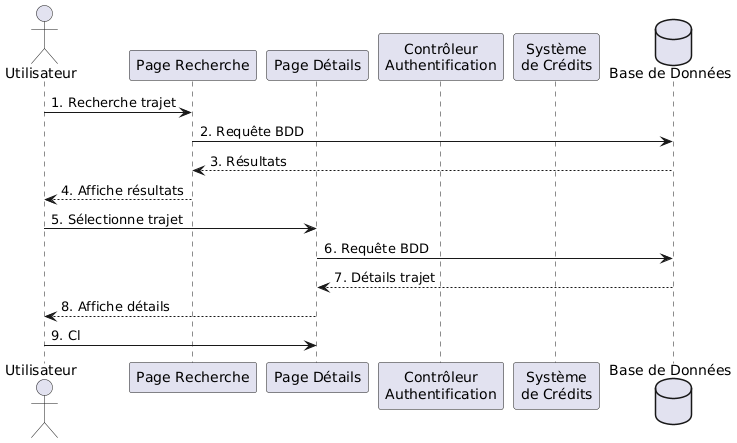 Utilisateur
Page Recherche
Page Détails
Contrôleur
Authentification
Système
de Crédits
Base de Données
1. Recherche trajet
2. Requête BDD
3. Résultats
4. Affiche résultats
5. Sélectionne trajet
6. Requête BDD
7. Détails trajet
8. Affiche détails
9. Cl
Utilisateur
Page Recherche
Page Détails
Contrôleur
Authentification
Système
de Crédits
Base de Données